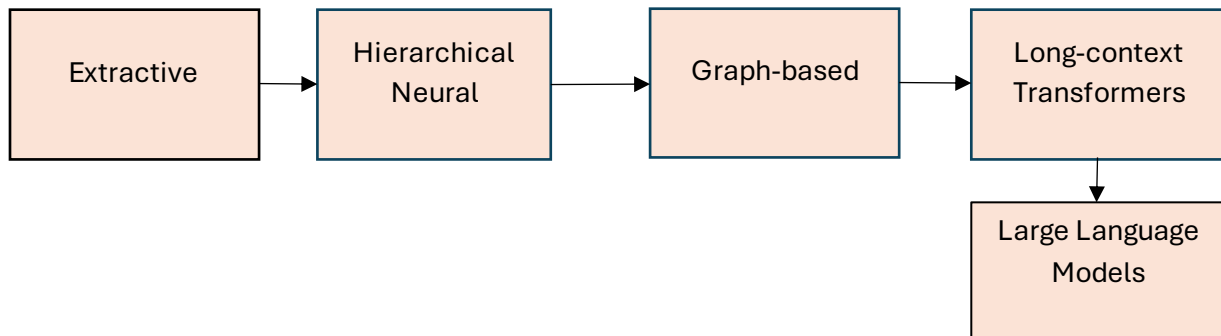 Extractive
Hierarchical
Neural
Graph-based
Long-context
Transformers
Large Language
Models